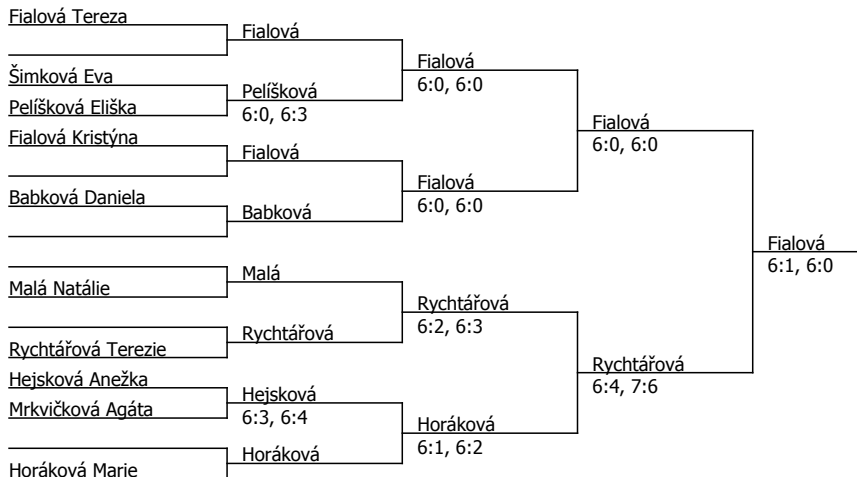 Fialová Tereza
Šimková Eva
Pelíšková Eliška
Fialová Kristýna
Babková Daniela
Malá Natálie
Rychtářová Terezie
Hejsková Anežka
Mrkvičková Agáta
Horáková Marie
Fialová
Pelíšková
6:0, 6:3
Fialová
Babková
Malá
Rychtářová
Hejsková
6:3, 6:4
Horáková
Fialová
6:0, 6:0
Fialová
6:0, 6:0
Rychtářová
6:2, 6:3
Horáková
6:1, 6:2
Fialová
6:0, 6:0
Rychtářová
6:4, 7:6
Fialová
6:1, 6:0